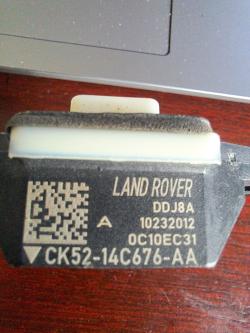 LAND ROVER
DDJ8A
A 10232012
0C10EC31
CK52-14C676-AA